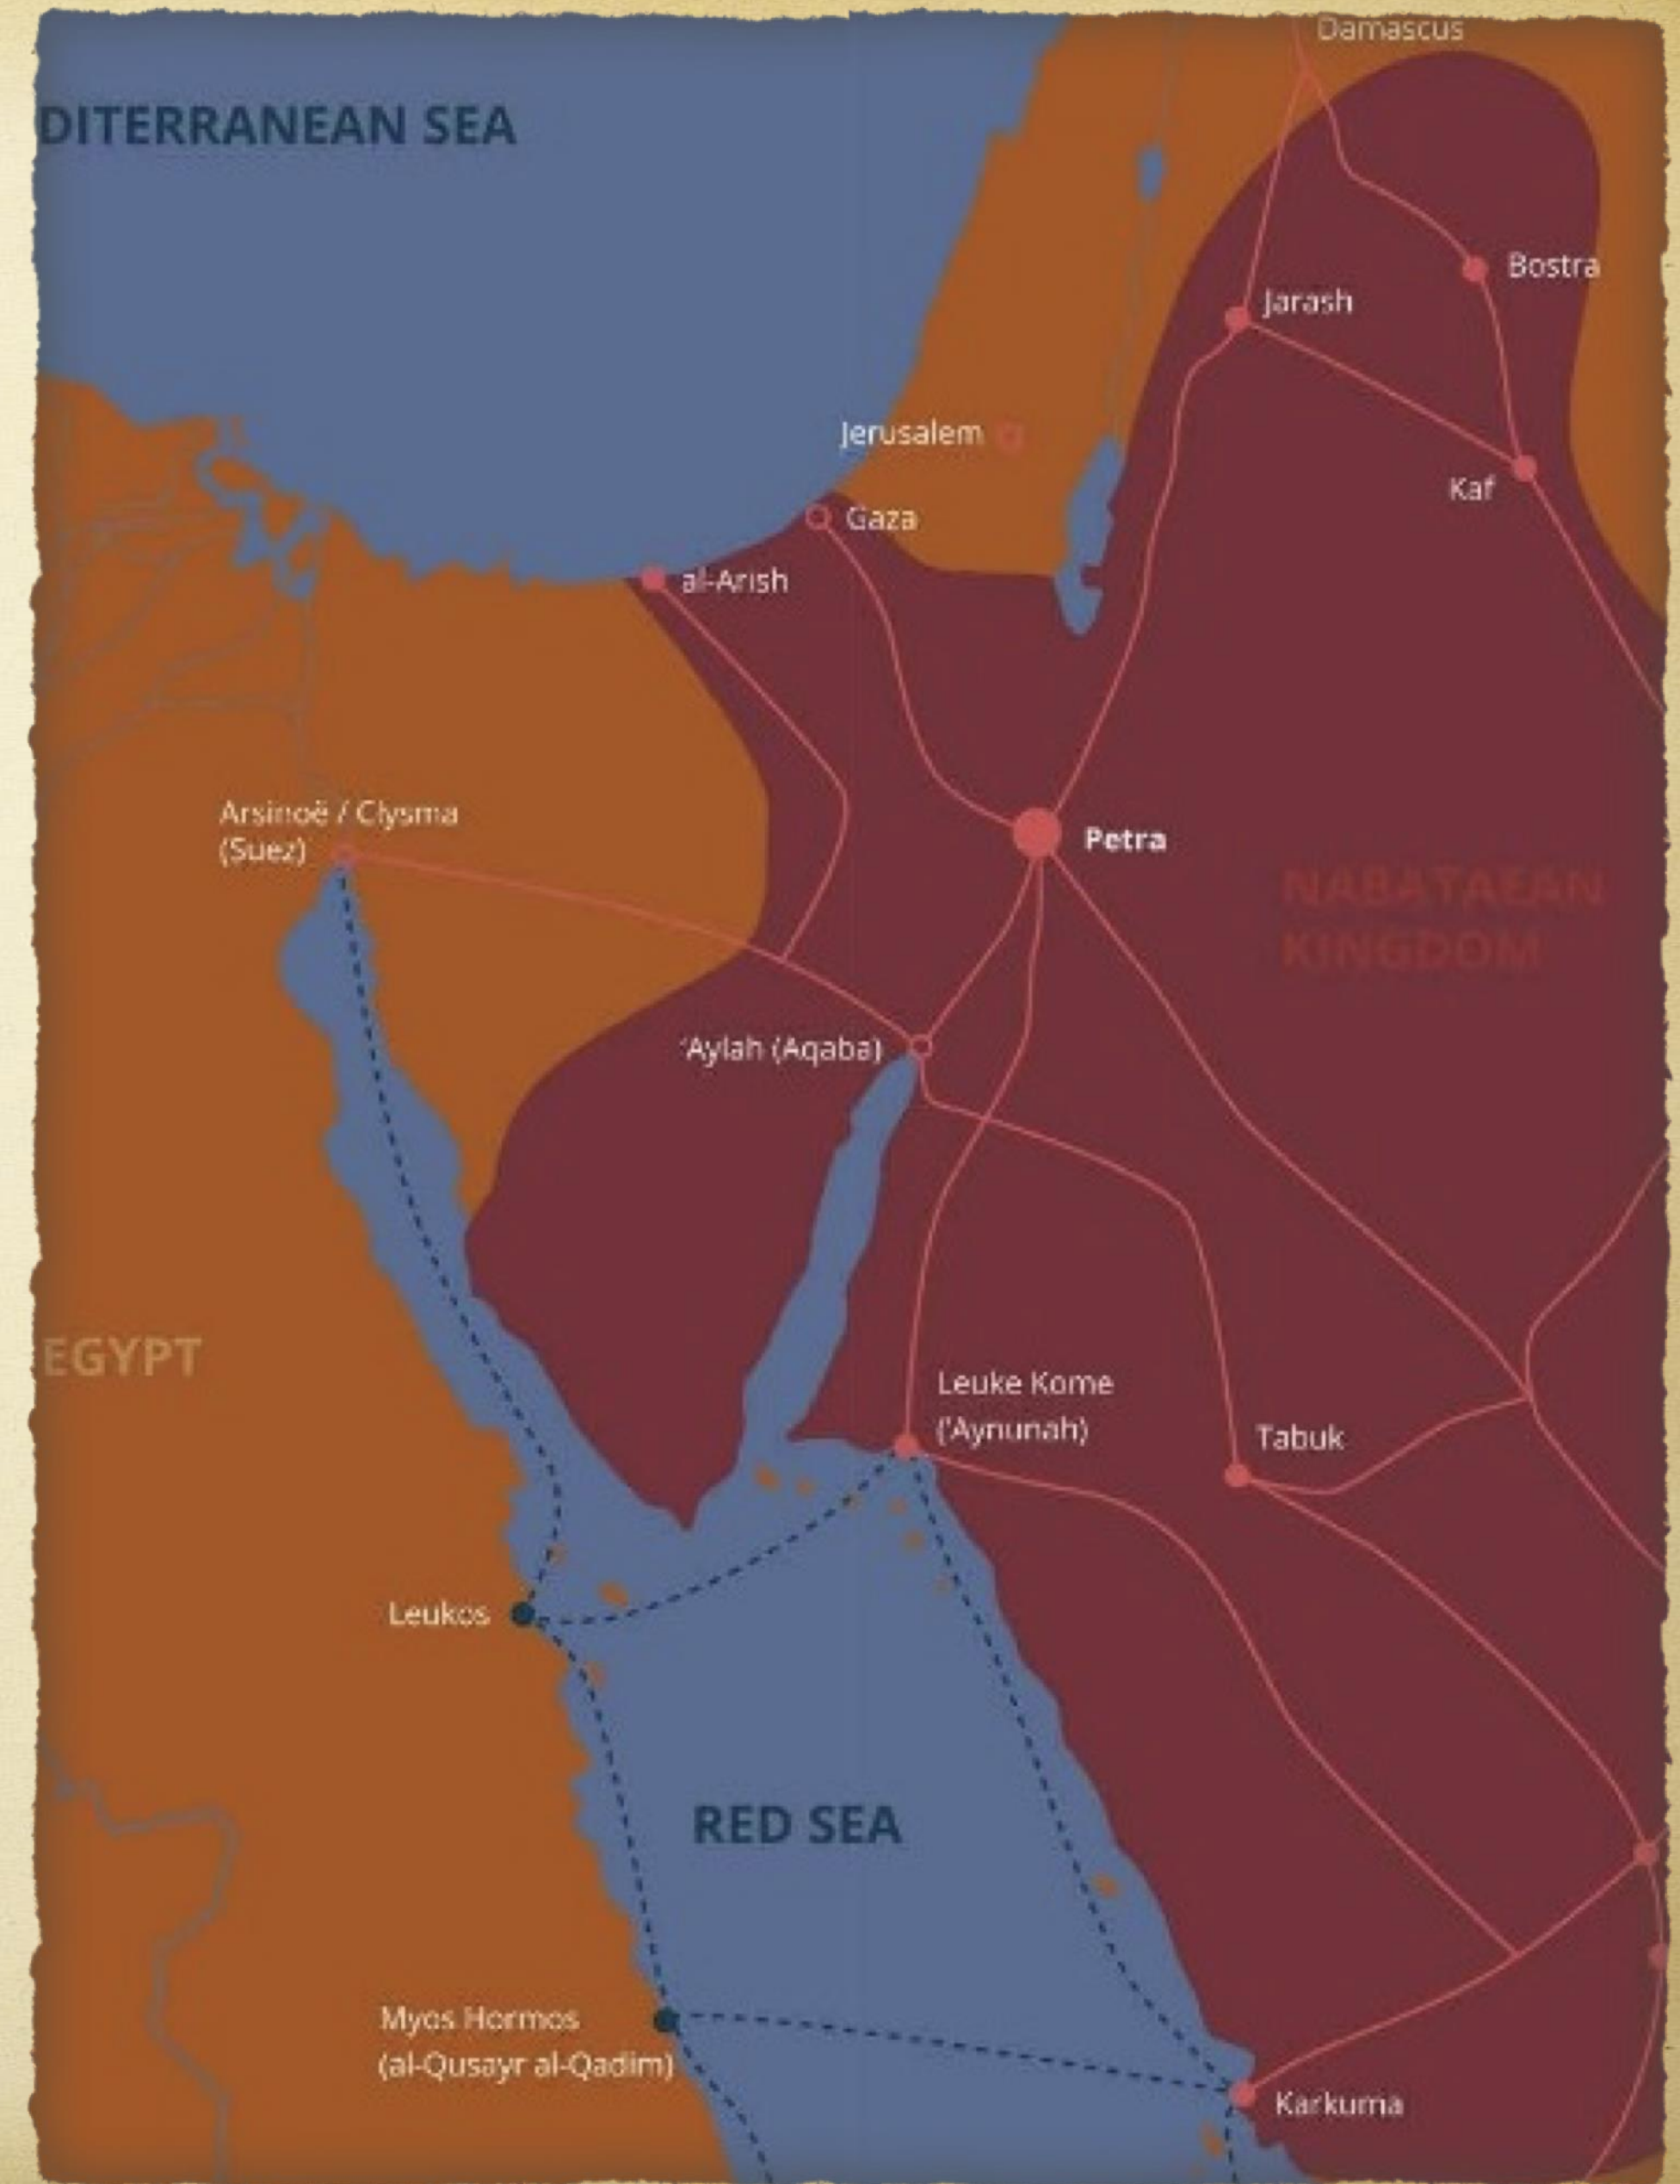 Damascus
DITERRANEAN SEA
Bostra
Jarash
Jerusalem
Kaf
Gaza
al-Arish
Arsinoë / Clysma
(Suez)
Petra
NABATAEAN
KINGDOM
'Aylah (Aqaba)
EGYPT
Leuke Kome
('Aynunah)
Tabuk
Leukos
RED SEA
Myos Hormos
(al-Qusayr al-Qadim)
Karkuma